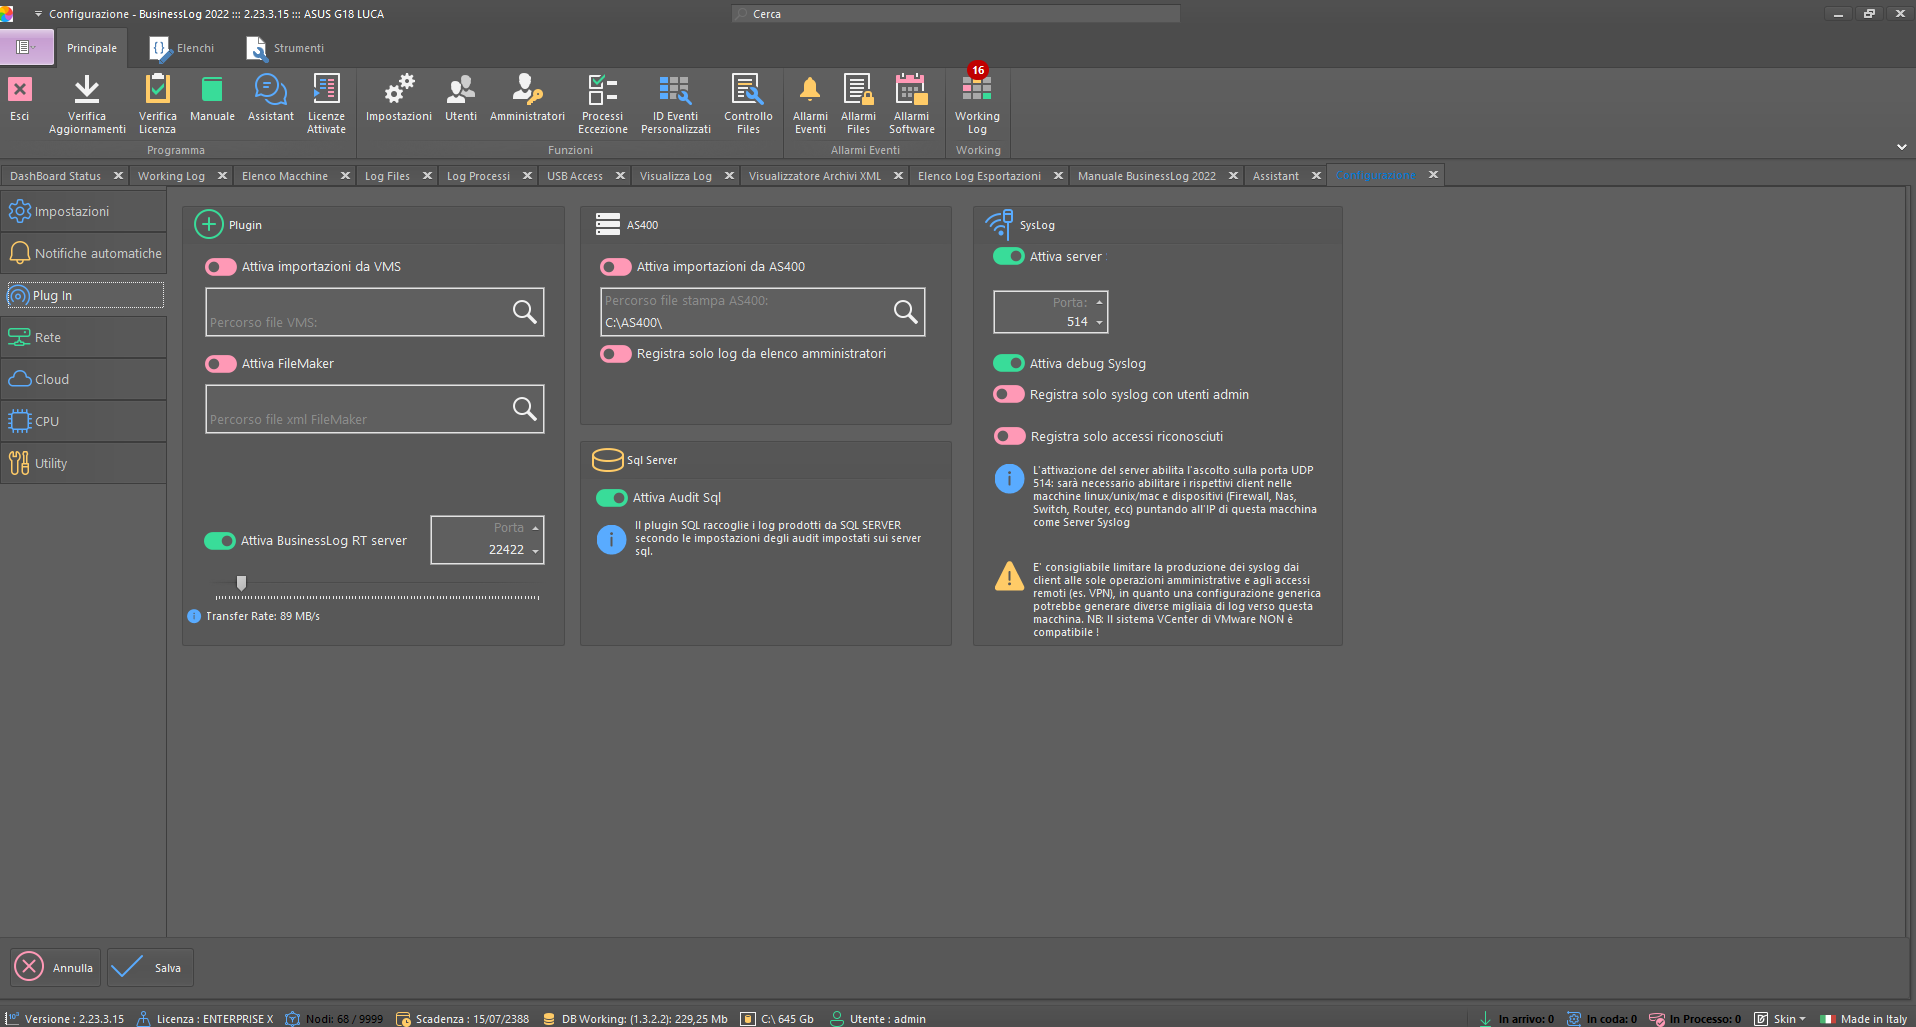 Configurazione - BusinessLog 2022 ::: 2.23.3.15 ::: ASUS G18 LUCA
Cerca
Principale
Elenchi
Strumenti
16
Esci
Verifica
Aggiornamenti
Verifica
Licenza
Manuale
Assistant
Licenze
Attivate
Impostazioni
Utenti
Amministratori
Processi
Eccezione
ID Eventi
Personalizzati
Controllo
Files
Allarmi
Eventi
Allarmi
Files
Allarmi
Software
Working
Log
Programma
Funzioni
Allarmi Eventi
Working
DashBoard Status
Working Log
Elenco Macchine
Log Files
Log Processi
USB Access
Visualizza Log
Visualizzatore Archivi XML
Elenco Log Esportazioni
Manuale BusinessLog 2022
Assistant
Configurazione
Impostazioni
Notifiche automatiche
Plug In
Rete
Cloud
CPU
Utility
Plugin
Attiva importazioni da VMS
Percorso file VMS:
Attiva FileMaker
Percorso file xml FileMaker
Attiva BusinessLog RT server
Porta
22422
Transfer Rate: 89 MB/s
AS400
Attiva importazioni da AS400
Percorso file stampa AS400:
C:\AS400\
Registra solo log da elenco amministratori
Sql Server
Attiva Audit Sql
Il plugin SQL raccoglie i log prodotti da SQL SERVER
secondo le impostazioni degli audit impostati sui server
sql.
SysLog
Attiva server
Porta:
514
Attiva debug Syslog
Registra solo syslog con utenti admin
Registra solo accessi riconosciuti
L'attivazione del server abilita l'ascolto sulla porta UDP
514: sarà necessario abilitare i rispettivi client nelle
macchine linux/unix/mac e dispositivi (Firewall, Nas,
Switch, Router, ecc) puntando all'IP di questa macchina
come Server Syslog
E' consigliabile limitare la produzione dei syslog dai
client alle sole operazioni amministrative e agli accessi
remoti (es. VPN), in quanto una configurazione generica
potrebbe generare diverse migliaia di log verso questa
macchina. NB: Il sistema VCenter di VMware NON è
compatibile !
Annulla
Salva
Versione : 2.23.3.15
Licenza : ENTERPRISE X
Nodi: 68 / 9999
Scadenza : 15/07/2388
DB Working: (1.3.2.2): 229,25 Mb
C:\ 645 Gb
Utente : admin
In arrivo: 0
In coda: 0
In Processo: 0
Skin
Made in Italy